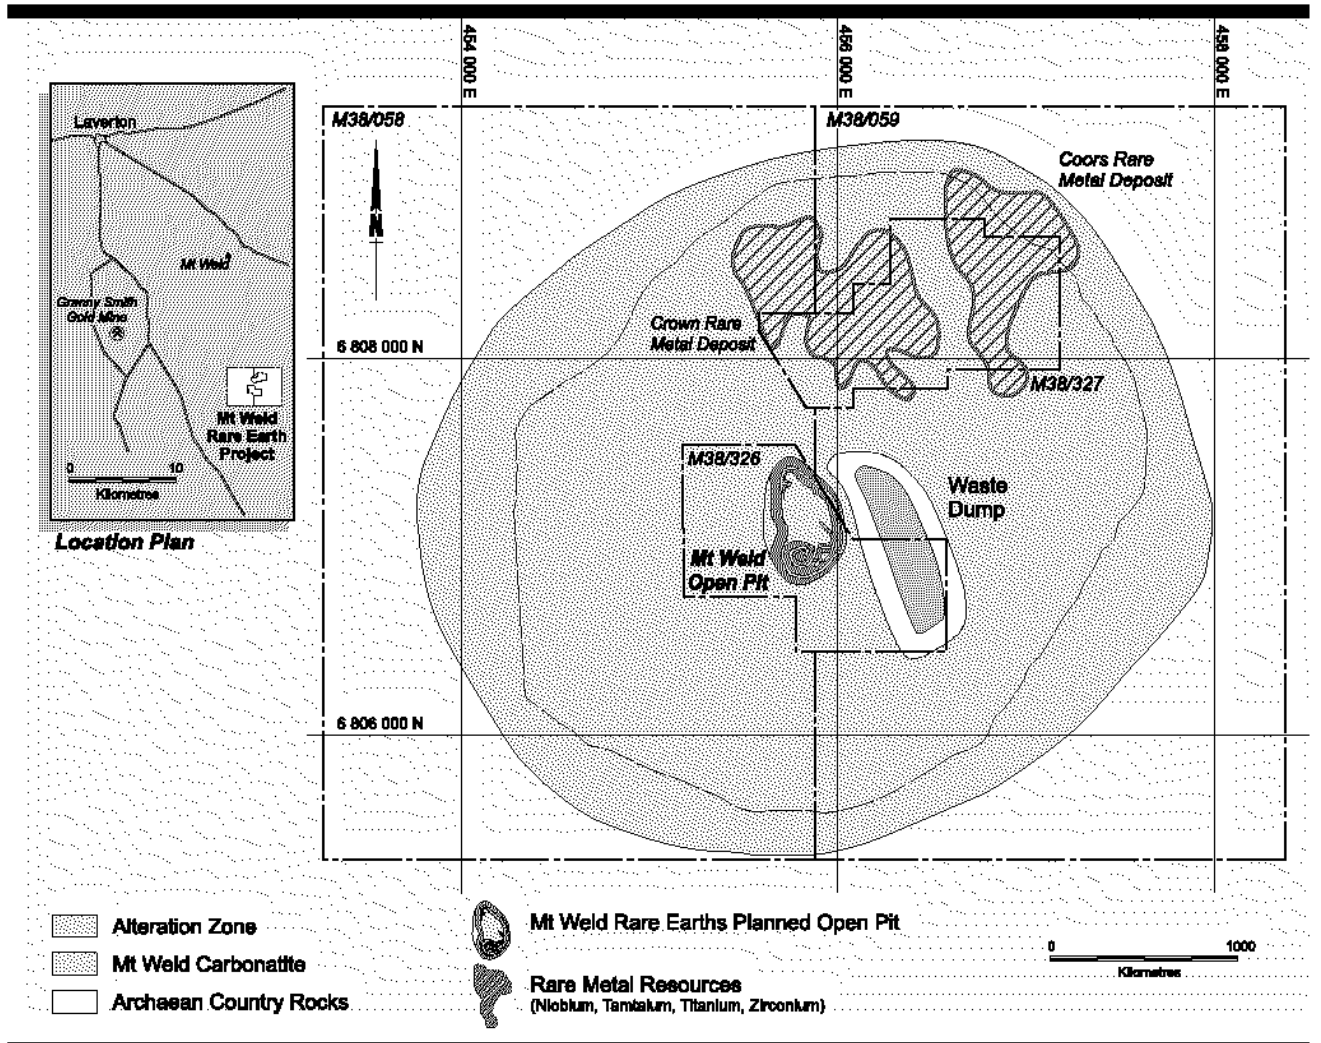 454 000 E
456 000 E
458 000 E
M38/058
M38/059
Laverton
Mt Weld
Granny Smith
Gold Mine
Mt Weld
Rare Earth
Project
0 10
Kilometres
Location Plan
Coors Rare
Metal Deposit
Crown Rare
Metal Deposit
6 808 000 N
M38/327
M38/326
Waste
Dump
Mt Weld
Open Pit
6 806 000 N
Alteration Zone
Mt Weld Carbonatite
Archaean Country Rocks
Mt Weld Rare Earths Planned Open Pit
Rare Metal Resources
(Niobium, Tamtalum, Titanium, Zirconium)
0 1000
Kilometres